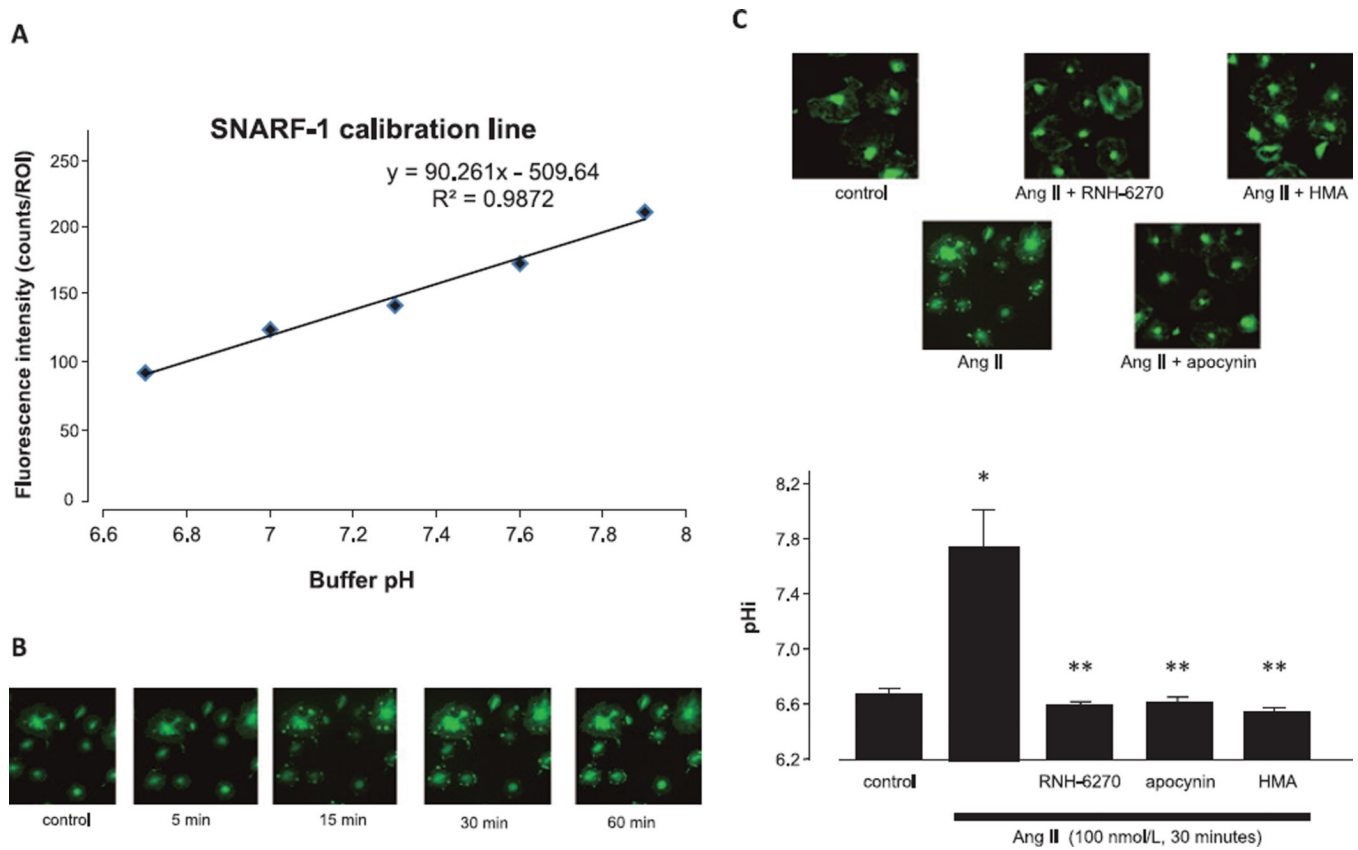 A
SNARF-1 calibration line
y = 90.261x - 509.64
R² = 0.9872
Fluorescence intensity (counts/ROI)
250
200
150
100
50
0
6.6 6.8 7 7.2 7.4 7.6 7.8 8
Buffer pH
B
control 5 min 15 min 30 min 60 min
C
control Ang II + RNH-6270 Ang II + HMA
Ang II Ang II + apocynin
pHi
8.2
7.8
7.4
7.0
6.6
6.2
*
** ** **
control RNH-6270 apocynin HMA
Ang II (100 nmol/L, 30 minutes)